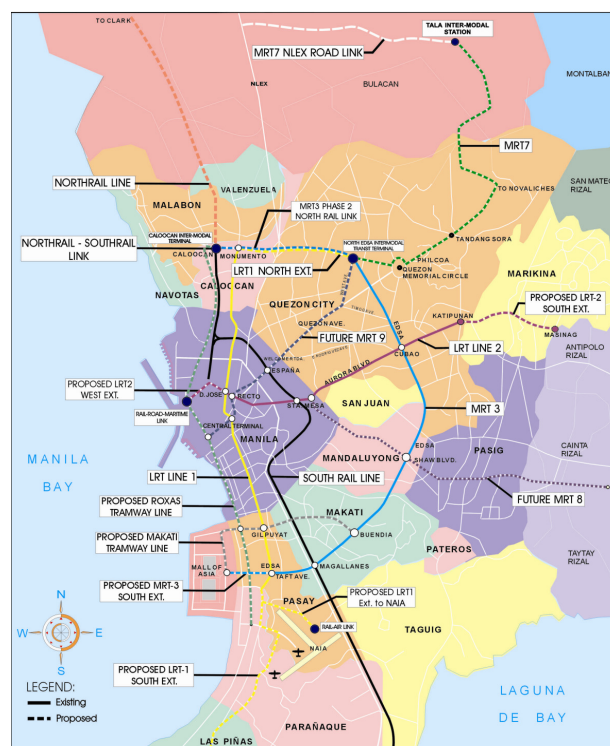 TO CLARK
TALA INTER-MODAL
STATION
MRT7 NLEX ROAD LINK
NLEX
BULACAN
MONTALBAN
MRT7
NORTHRAIL LINE
VALENZUELA
MALABON
MRT3 PHASE 2
NORTH RAIL LINK
TO NOVALICHES
SAN MATEO
RIZAL
CALOOCAN INTER-MODAL
TERMINAL
NORTHRAIL - SOUTHRAIL
LINK
CALOOCAN
MONUMENTO
NORTH EDSA INTERMODAL
TRANSIT TERMINAL
TANDANG SORA
LRT1 NORTH EXT.
PHILCOA
QUEZON
MEMORIAL CIRCLE
MARIKINA
CALOOCAN
NAVOTAS
QUEZON CITY
PROPOSED LRT-2
SOUTH EXT.
KATIPUNAN
QUEZON AVE.
EDSA
FUTURE MRT 9
MASINAG
CUBAO
LRT LINE 2
ANTIPOLO
RIZAL
ESPAÑA
AURORA BLVD.
PROPOSED LRT2
WEST EXT.
D.JOSE
RECTO
STA. MESA
SAN JUAN
MRT 3
RAIL-ROAD-MARITIME
LINK
CENTRAL TERMINAL
MANILA
EDSA
PASIG
CAINTA
RIZAL
MANDALUYONG
SHAW BLVD.
MANILA
BAY
LRT LINE 1
SOUTH RAIL LINE
FUTURE MRT 8
PROPOSED ROXAS
TRAMWAY LINE
MAKATI
GIL PUYAT
BUENDIA
PROPOSED MAKATI
TRAMWAY LINE
PATEROS
TAYTAY
RIZAL
MALL OF
ASIA
EDSA
TAFT AVE.
MAGALLANES
PROPOSED MRT-3
SOUTH EXT.
PROPOSED LRT1
Ext. to NAIA
PASAY
N
W
E
S
RAIL-AIR LINK
TAGUIG
NAIA
PROPOSED LRT-1
SOUTH EXT.
LEGEND:
Existing
Proposed
LAGUNA
DE BAY
PARAÑAQUE
LAS PIÑAS